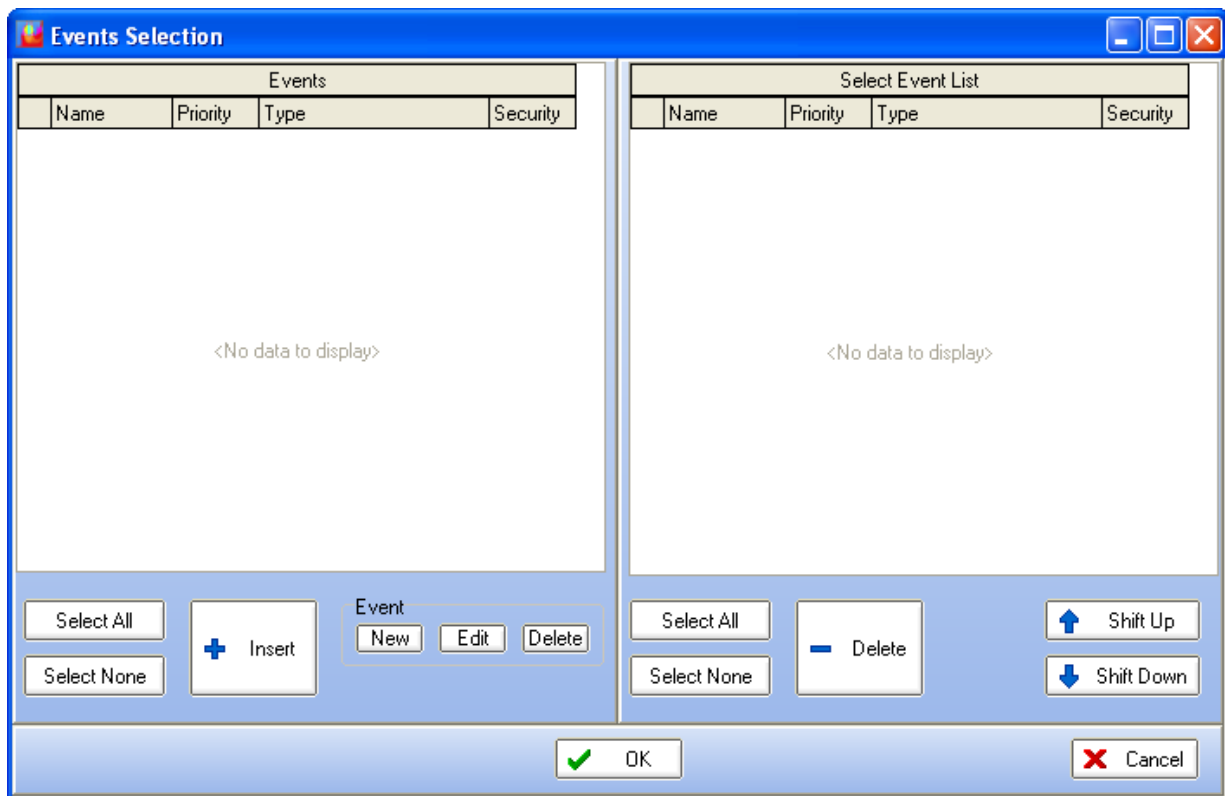 Events Selection
Events
Name Priority Type Security
<No data to display>
Select All
Select None
Insert
Event
New Edit Delete
Select Event List
Name Priority Type Security
<No data to display>
Select All
Select None
Delete
Shift Up
Shift Down
OK
Cancel